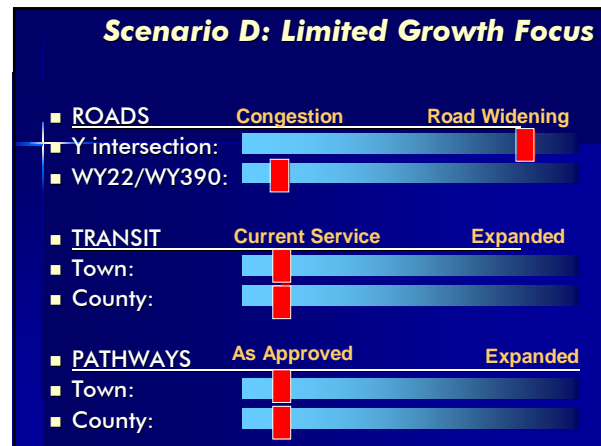 Scenario D: Limited Growth Focus
ROADS Congestion Road Widening
Y intersection:
WY22/WY390:
TRANSIT Current Service Expanded
Town:
County:
PATHWAYS As Approved Expanded
Town:
County: